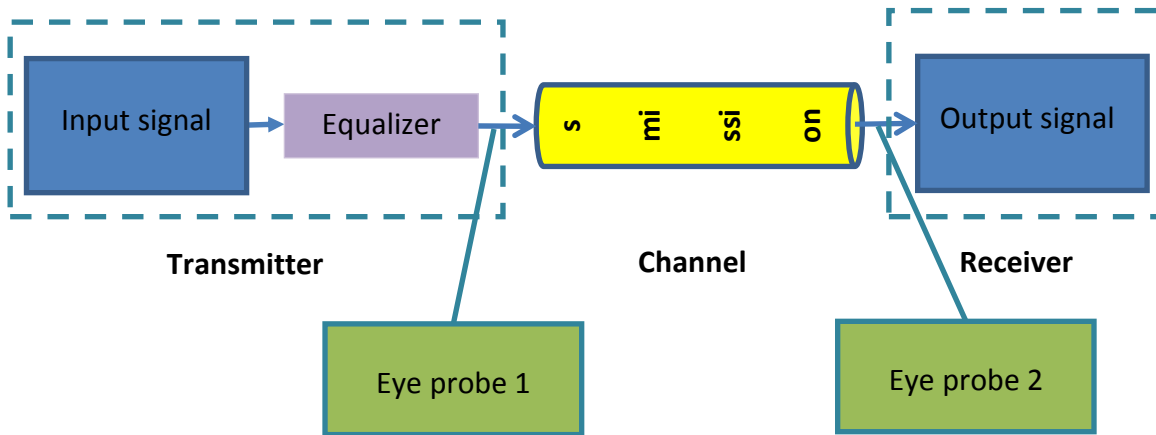 Input signal
Equalizer
s
mi
ssi
on
Output signal
Transmitter
Channel
Receiver
Eye probe 1
Eye probe 2